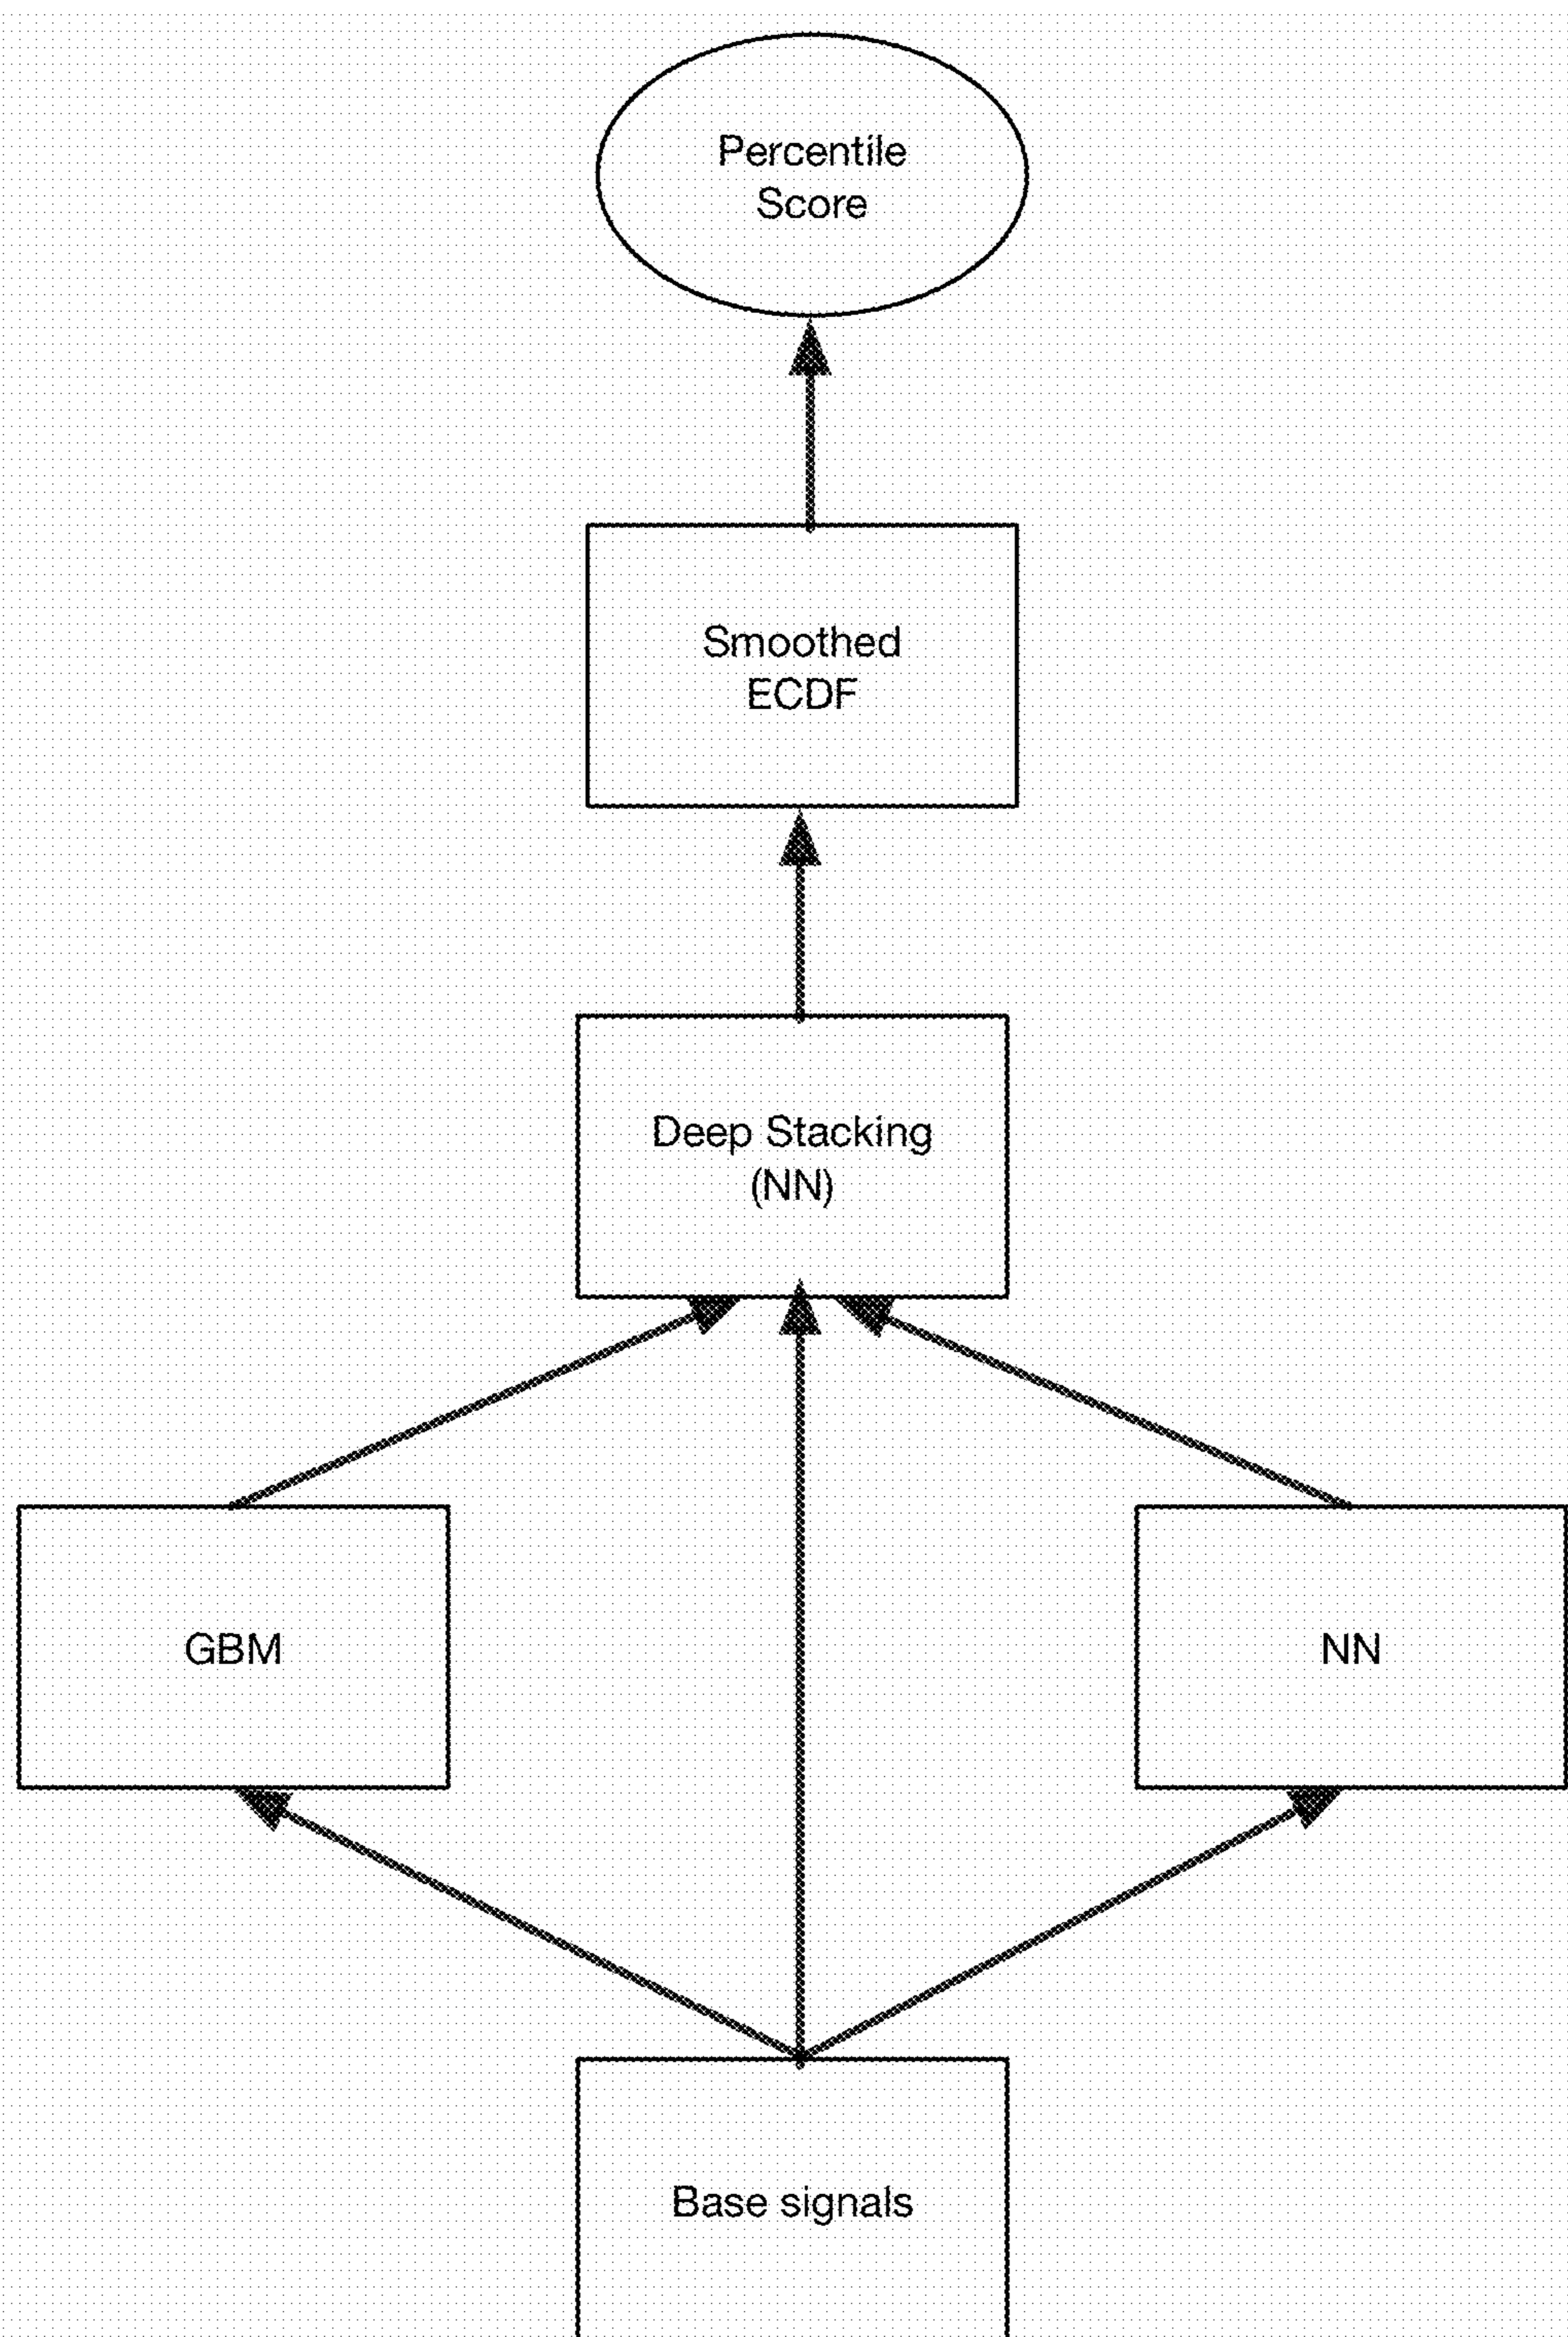 Percentile
Score
Smoothed
ECDF
Deep Stacking
(NN)
GBM
NN
Base signals